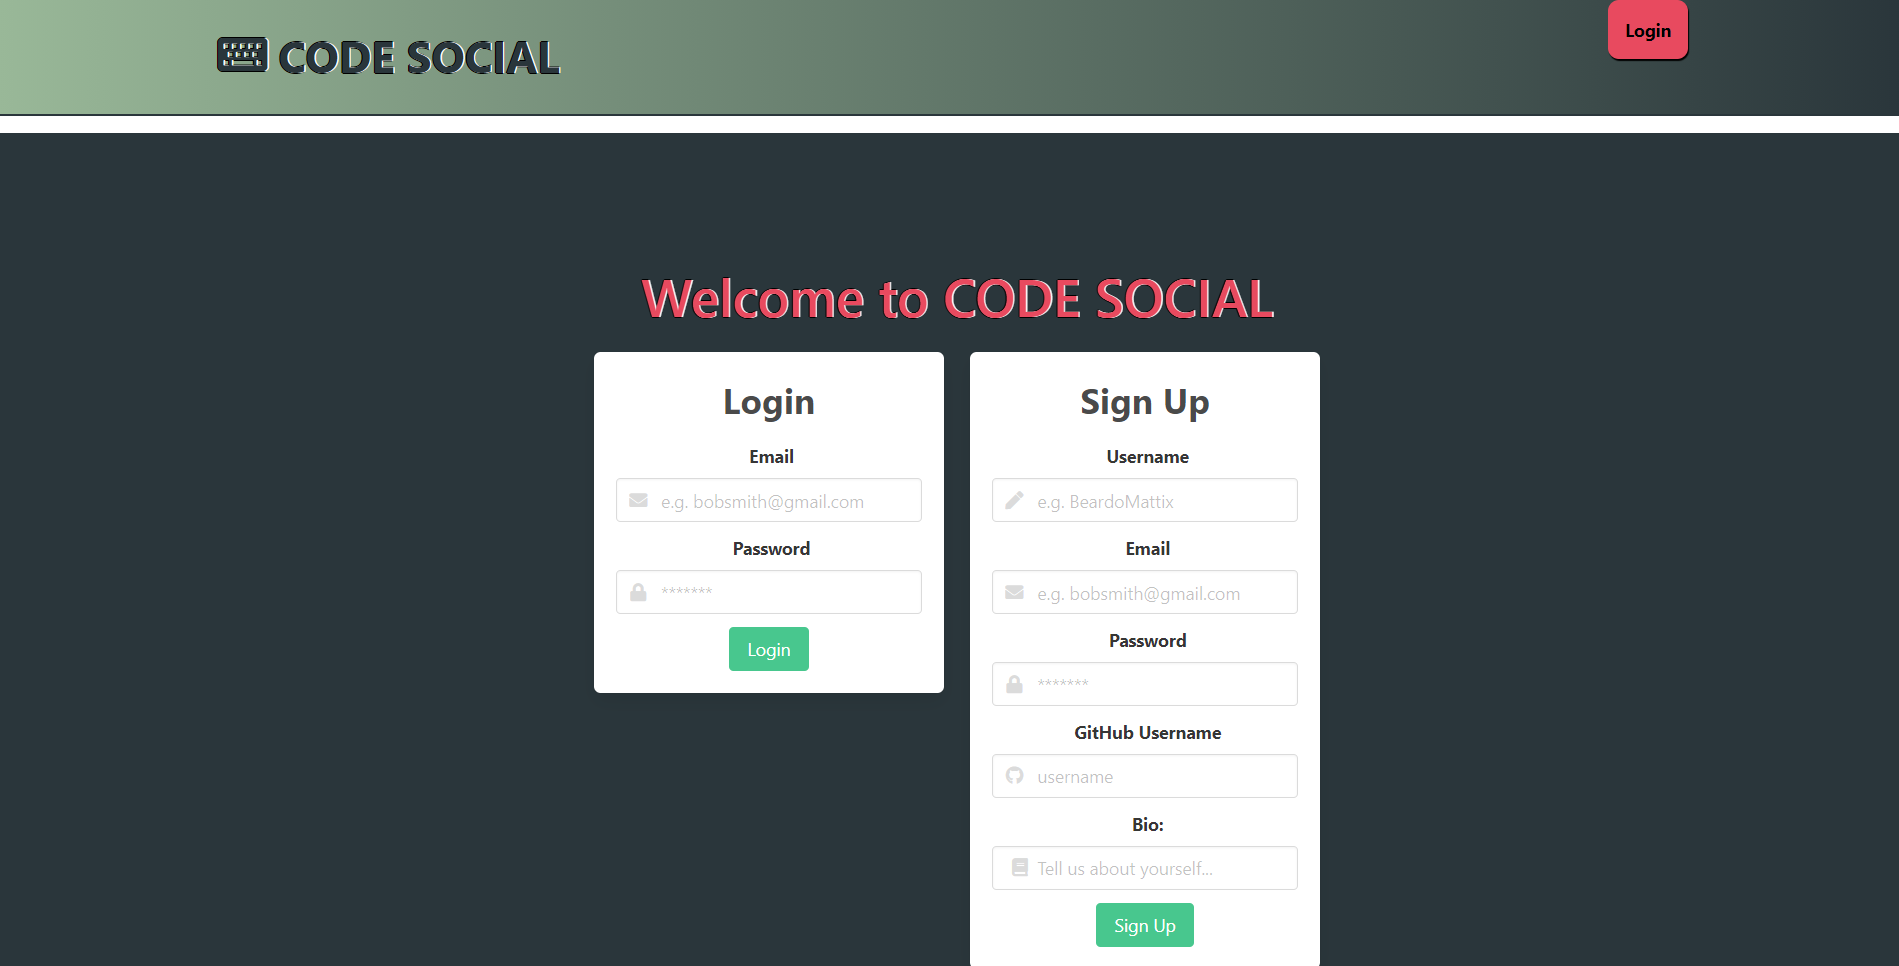 CODE SOCIAL
Login
Welcome to CODE SOCIAL
Login
Email
e.g. bobsmith@gmail.com
Password
*******
Login
Sign Up
Username
e.g. BeardoMattix
Email
e.g. bobsmith@gmail.com
Password
*******
GitHub Username
username
Bio:
Tell us about yourself...
Sign Up